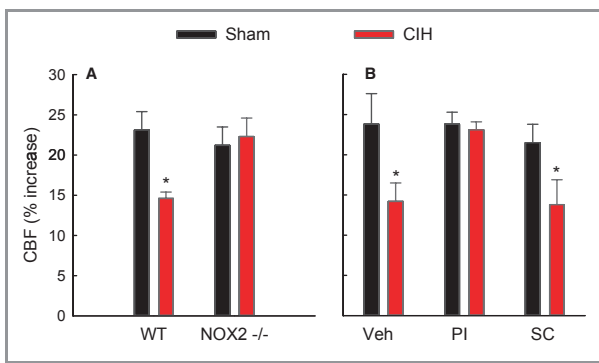 Sham CIH
A B
30
25
20
15
10
5
0
CBF (% increase)
*
* *
WT NOX2 -/- Veh PI SC